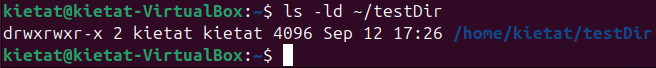 kietat@kietat-VirtualBox:~$ ls -ld ~/testDir
drwxrwxr-x 2 kietat kietat 4096 Sep 12 17:26 /home/kietat/testDir
kietat@kietat-VirtualBox:~$